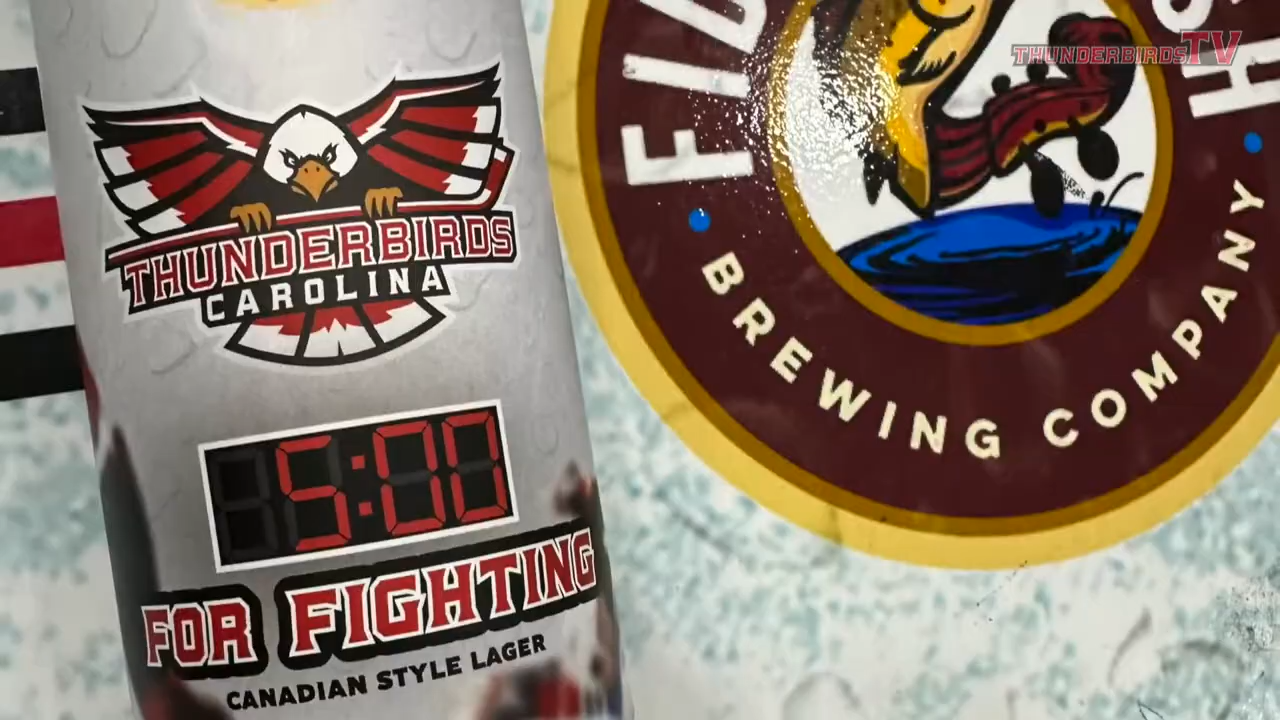 THUNDERBIRDSTV
THUNDERBIRDS
CAROLINA
5:00
FOR FIGHTING
CANADIAN STYLE LAGER
BREWING COMPANY